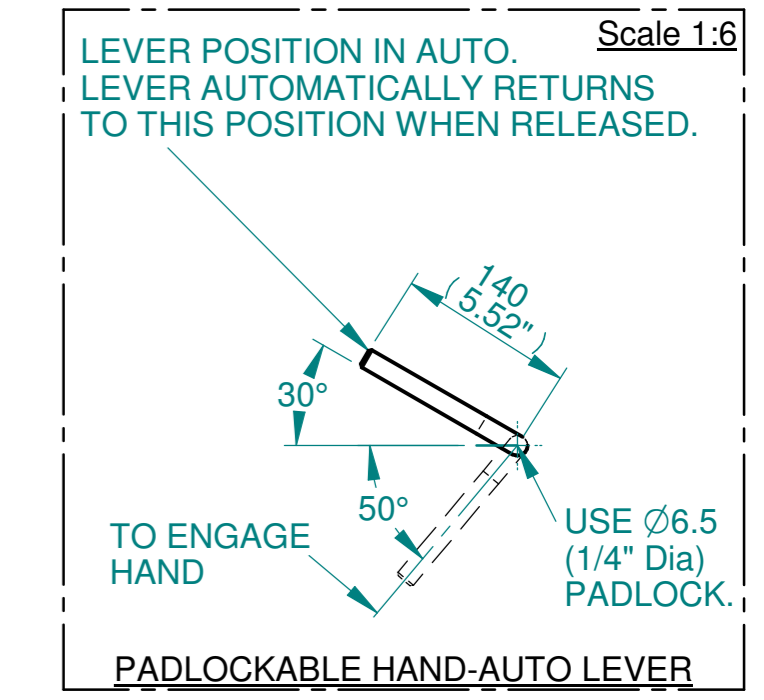 Scale 1:6
LEVER POSITION IN AUTO.
LEVER AUTOMATICALLY RETURNS
TO THIS POSITION WHEN RELEASED.
140
(5.52")
30°
50°
TO ENGAGE
HAND
USE ∅6.5
(1/4" Dia)
PADLOCK.
PADLOCKABLE HAND-AUTO LEVER